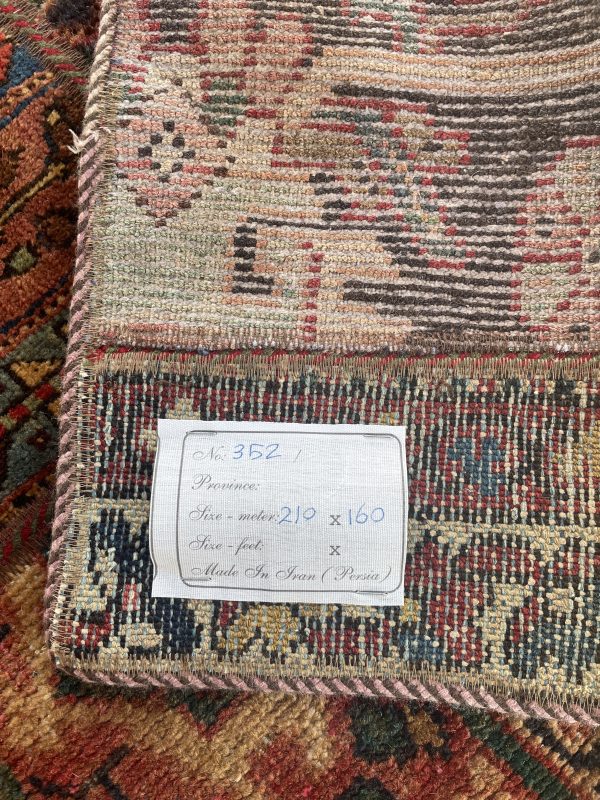 No: 352 /
Province:
Size - meter: 210 x 160
Size - feet: x
Made In Iran ( Persia )